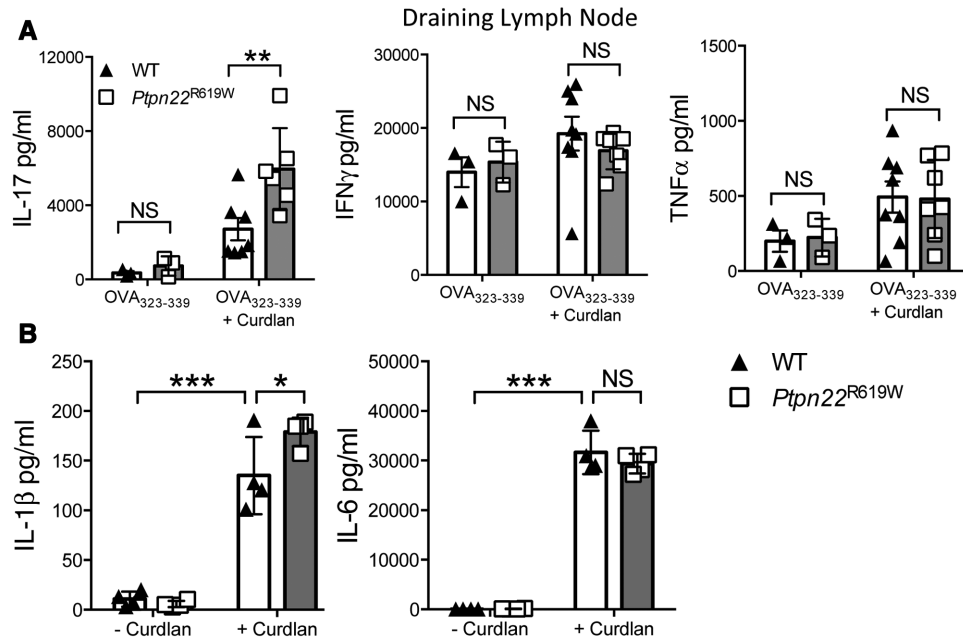 Draining Lymph Node
A
IL-17 pg/ml
12000
8000
4000
0
WT
Ptpn22R619W
NS
**
OVA323-339
OVA323-339
+ Curdlan
IFNγ pg/ml
30000
20000
10000
0
NS
NS
OVA323-339
OVA323-339
+ Curdlan
TNFα pg/ml
1500
1000
500
0
NS
NS
OVA323-339
OVA323-339
+ Curdlan
B
IL-1β pg/ml
250
200
150
100
50
0
***
*
- Curdlan
+ Curdlan
IL-6 pg/ml
50000
40000
30000
20000
10000
0
***
NS
- Curdlan
+ Curdlan
WT
Ptpn22R619W